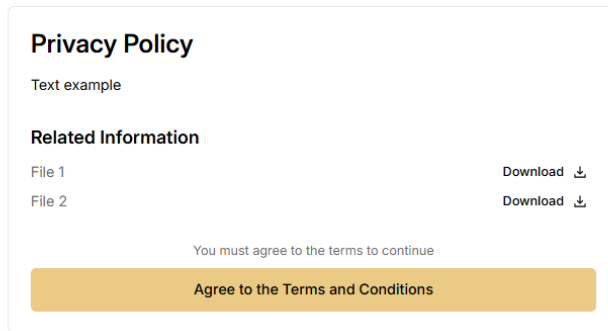 Privacy Policy
Text example
Related Information
File 1 Download
File 2 Download
You must agree to the terms to continue
Agree to the Terms and Conditions